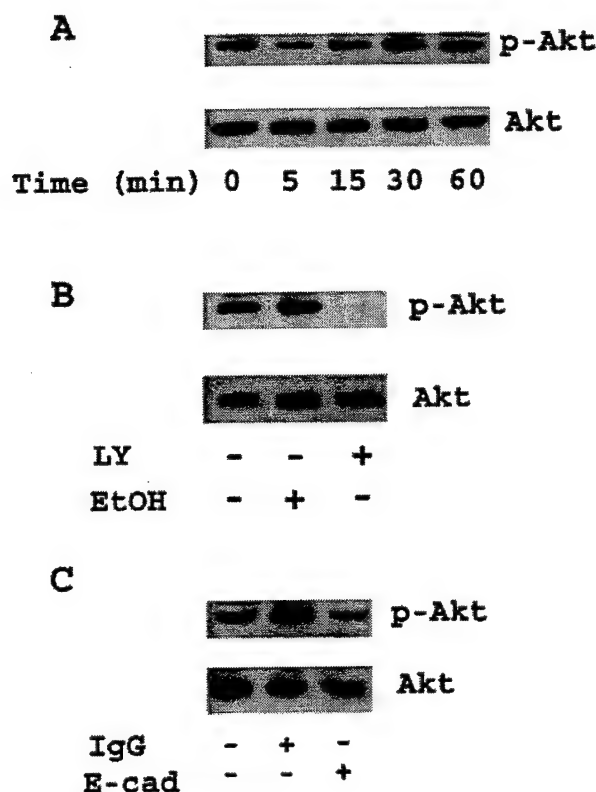 A
p-Akt
Akt
Time (min) 0 5 15 30 60
B
p-Akt
Akt
LY - - +
EtOH - + -
C
p-Akt
Akt
IgG - + -
E-cad - - +